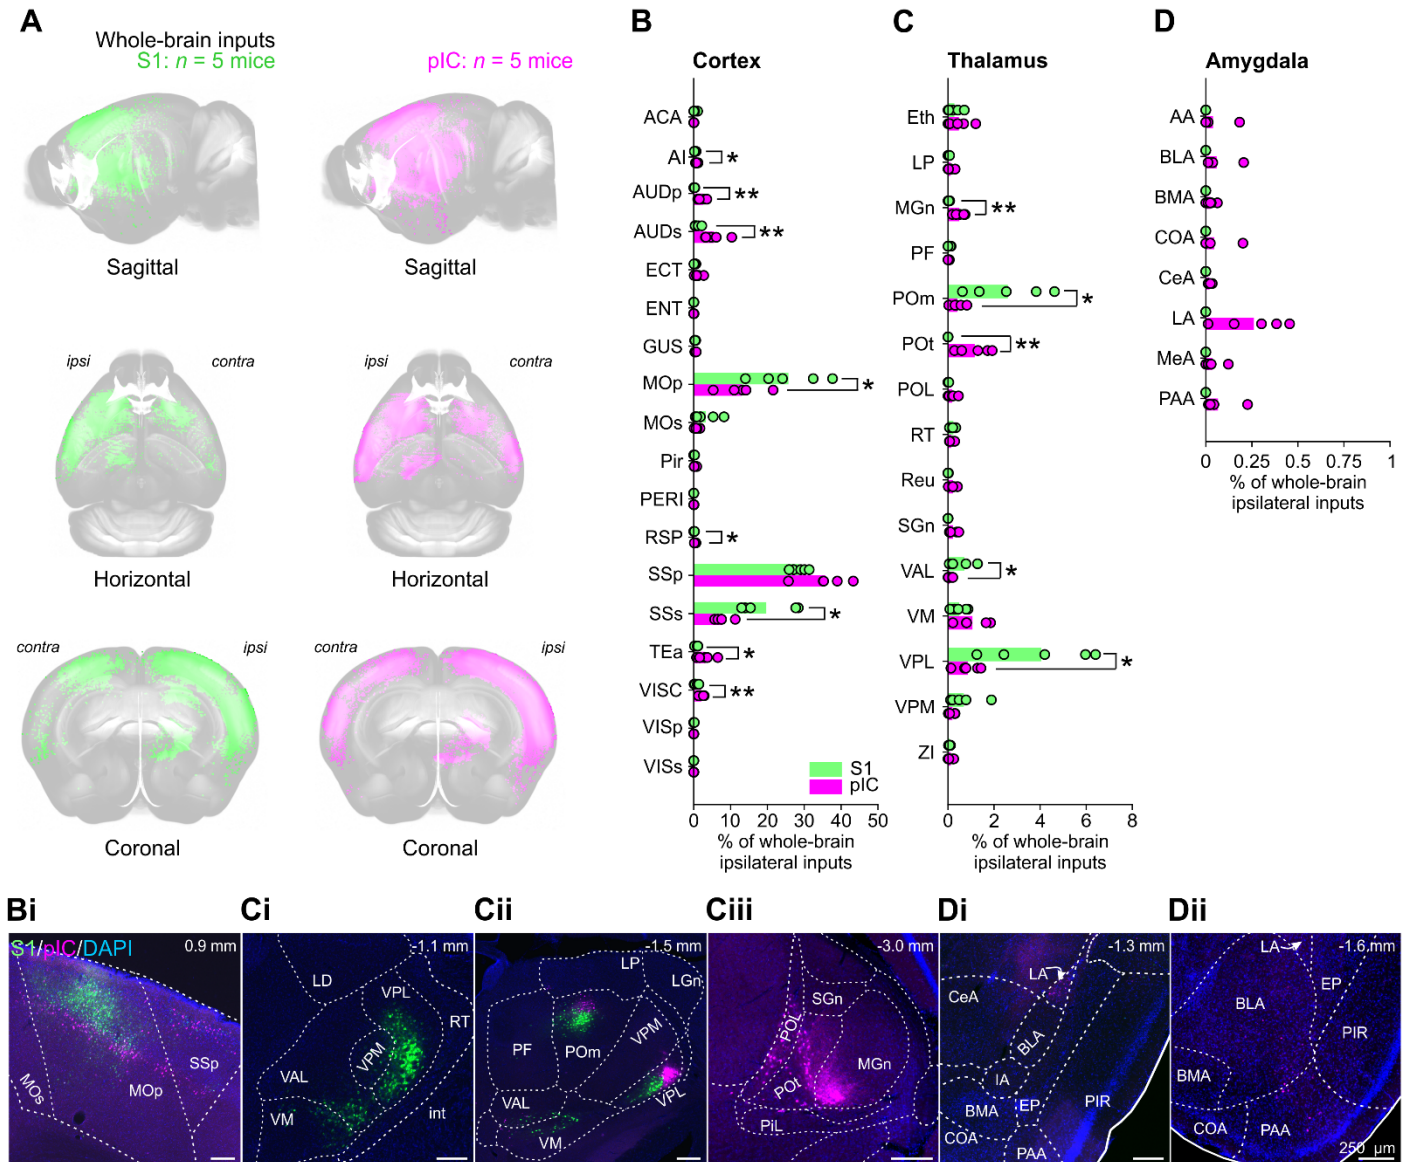 A
Whole-brain inputs
S1: n = 5 mice
pIC: n = 5 mice
Sagittal
Sagittal
ipsi
contra
ipsi
contra
Horizontal
Horizontal
contra
ipsi
contra
ipsi
Coronal
Coronal
B
Cortex
ACA
AI
*
AUDp
**
AUDs
**
ECT
ENT
GUS
MOp
*
MOs
Pir
PERI
RSP
*
SSp
SSs
*
TEa
*
VISC
**
VISp
VISs
S1
pIC
0 10 20 30 40 50
% of whole-brain
ipsilateral inputs
C
Thalamus
Eth
LP
MGn
**
PF
POm
*
POt
**
POL
RT
Reu
SGn
VAL
*
VM
VPL
*
VPM
ZI
0 2 4 6 8
% of whole-brain
ipsilateral inputs
D
Amygdala
AA
BLA
BMA
COA
CeA
LA
MeA
PAA
0 0.25 0.5 0.75 1
% of whole-brain
ipsilateral inputs
Bi
S1/pIC/DAPI
0.9 mm
MOs
MOp
SSp
Ci
-1.1 mm
LD
VPL
RT
VPM
VAL
VM
int
Cii
-1.5 mm
LP
LGn
PF
POm
VPM
VAL
VPL
VM
Ciii
-3.0 mm
SGn
POL
MGn
POt
PiL
Di
-1.3 mm
LA
CeA
BLA
IA
BMA
EP
PIR
COA
PAA
Dii
-1.6 mm
LA
EP
BLA
PIR
BMA
COA
PAA
250 μm